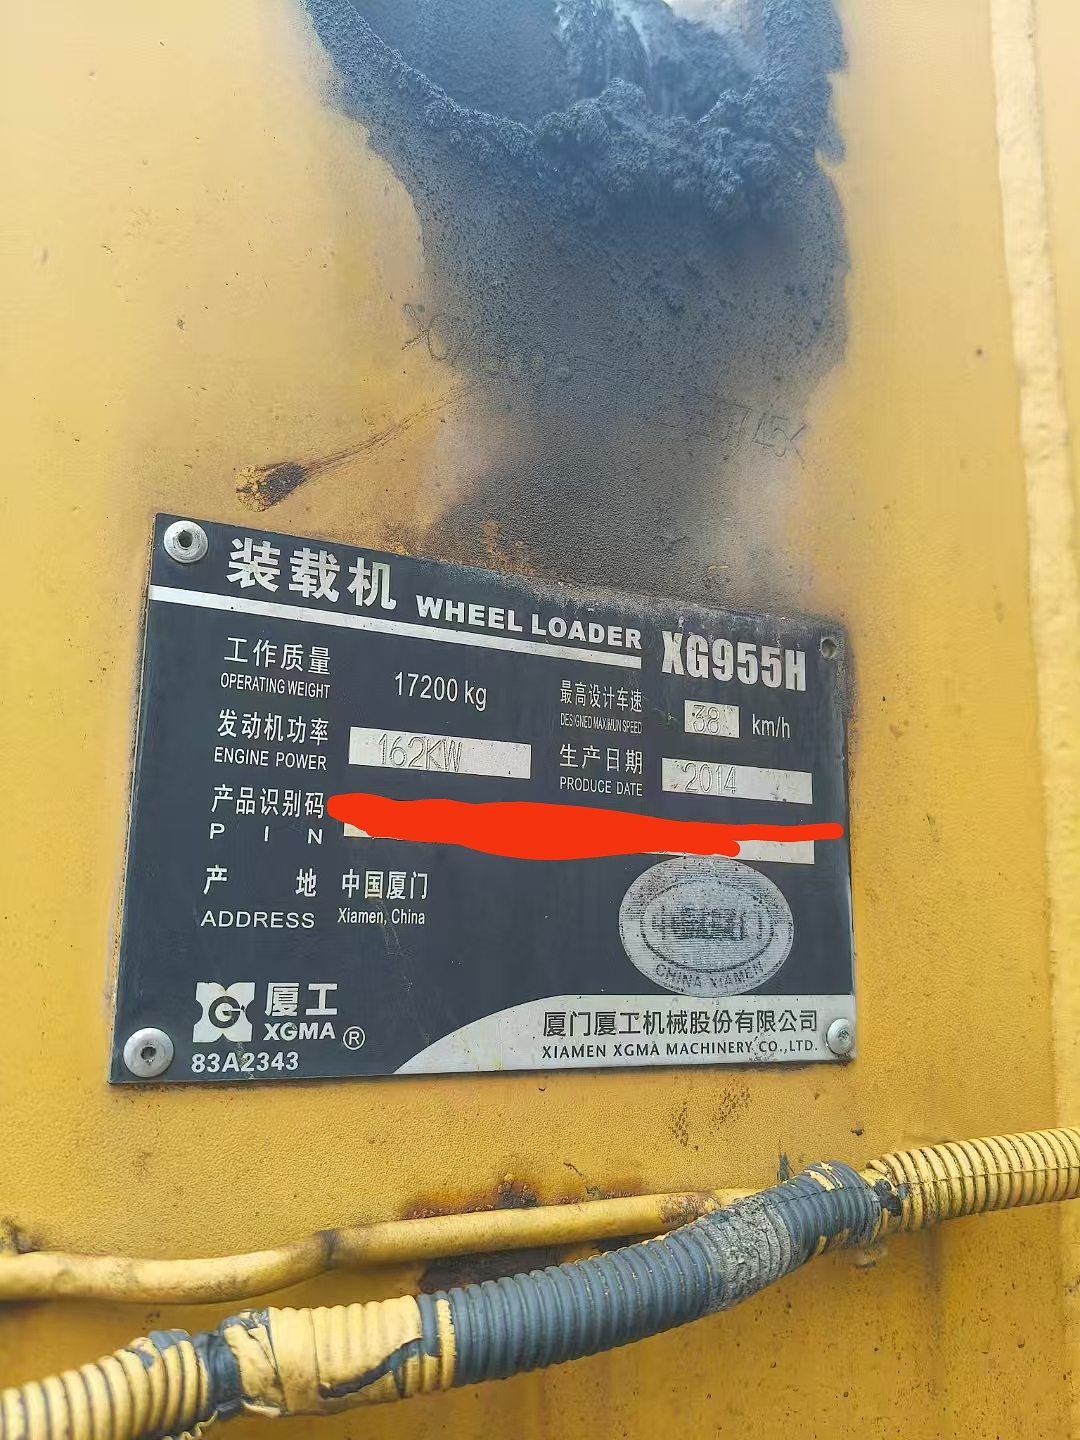 装载机 WHEEL LOADER XG955H
工作质量 17200 kg
OPERATING WEIGHT
最高设计车速 38 km/h
DESIGNED MAXIMUN SPEED
发动机功率 162KW
ENGINE POWER
生产日期 2014
PRODUCE DATE
产品识别码
P I N
产 地 中国厦门
ADDRESS Xiamen, China
CHINA XIAMEN
厦工
XGMA ®
83A2343
厦门厦工机械股份有限公司
XIAMEN XGMA MACHINERY CO.,LTD.